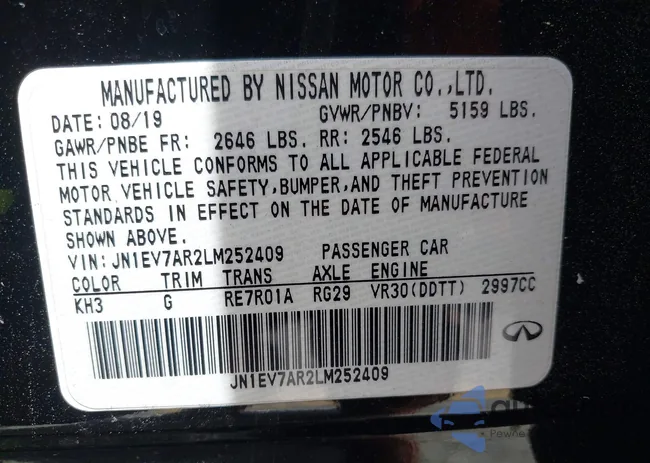 MANUFACTURED BY NISSAN MOTOR CO.,LTD.
DATE: 08/19 GVWR/PNBV: 5159 LBS.
GAWR/PNBE FR: 2646 LBS. RR: 2546 LBS.
THIS VEHICLE CONFORMS TO ALL APPLICABLE FEDERAL
MOTOR VEHICLE SAFETY,BUMPER,AND THEFT PREVENTION
STANDARDS IN EFFECT ON THE DATE OF MANUFACTURE
SHOWN ABOVE.
VIN: JN1EV7AR2LM252409 PASSENGER CAR
COLOR TRIM TRANS AXLE ENGINE
KH3 G RE7R01A RG29 VR30(DDTT) 2997CC
JN1EV7AR2LM252409